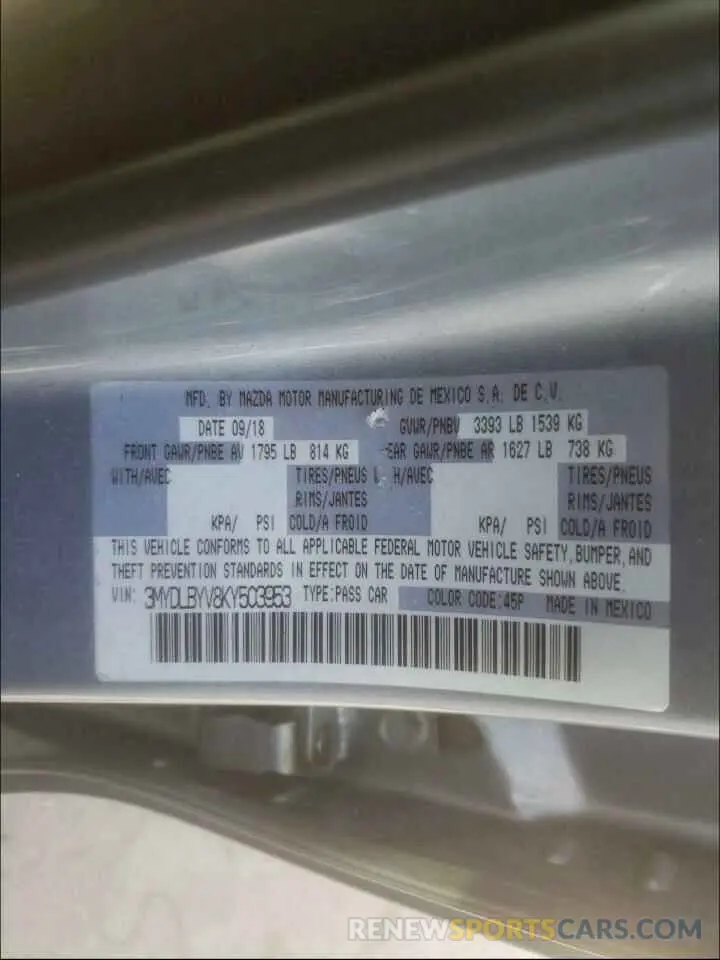 MFD. BY MAZDA MOTOR MANUFACTURING DE MEXICO S.A. DE C.V.
DATE 09/18 GVWR/PNBV 3393 LB 1539 KG
FRONT GAWR/PNBE AV 1795 LB 814 KG EAR GAWR/PNBE AR 1627 LB 738 KG
WITH/AVEC TIRES/PNEUS H/AVEC TIRES/PNEUS
RIMS/JANTES RIMS/JANTES
KPA/ PSI COLD/A FROID KPA/ PSI COLD/A FROID
THIS VEHICLE CONFORMS TO ALL APPLICABLE FEDERAL MOTOR VEHICLE SAFETY, BUMPER, AND
THEFT PREVENTION STANDARDS IN EFFECT ON THE DATE OF MANUFACTURE SHOWN ABOVE.
VIN: 3MYDLBYV8KY503953 TYPE:PASS CAR COLOR CODE:45P MADE IN MEXICO
RENEWSPORTSCARS.COM